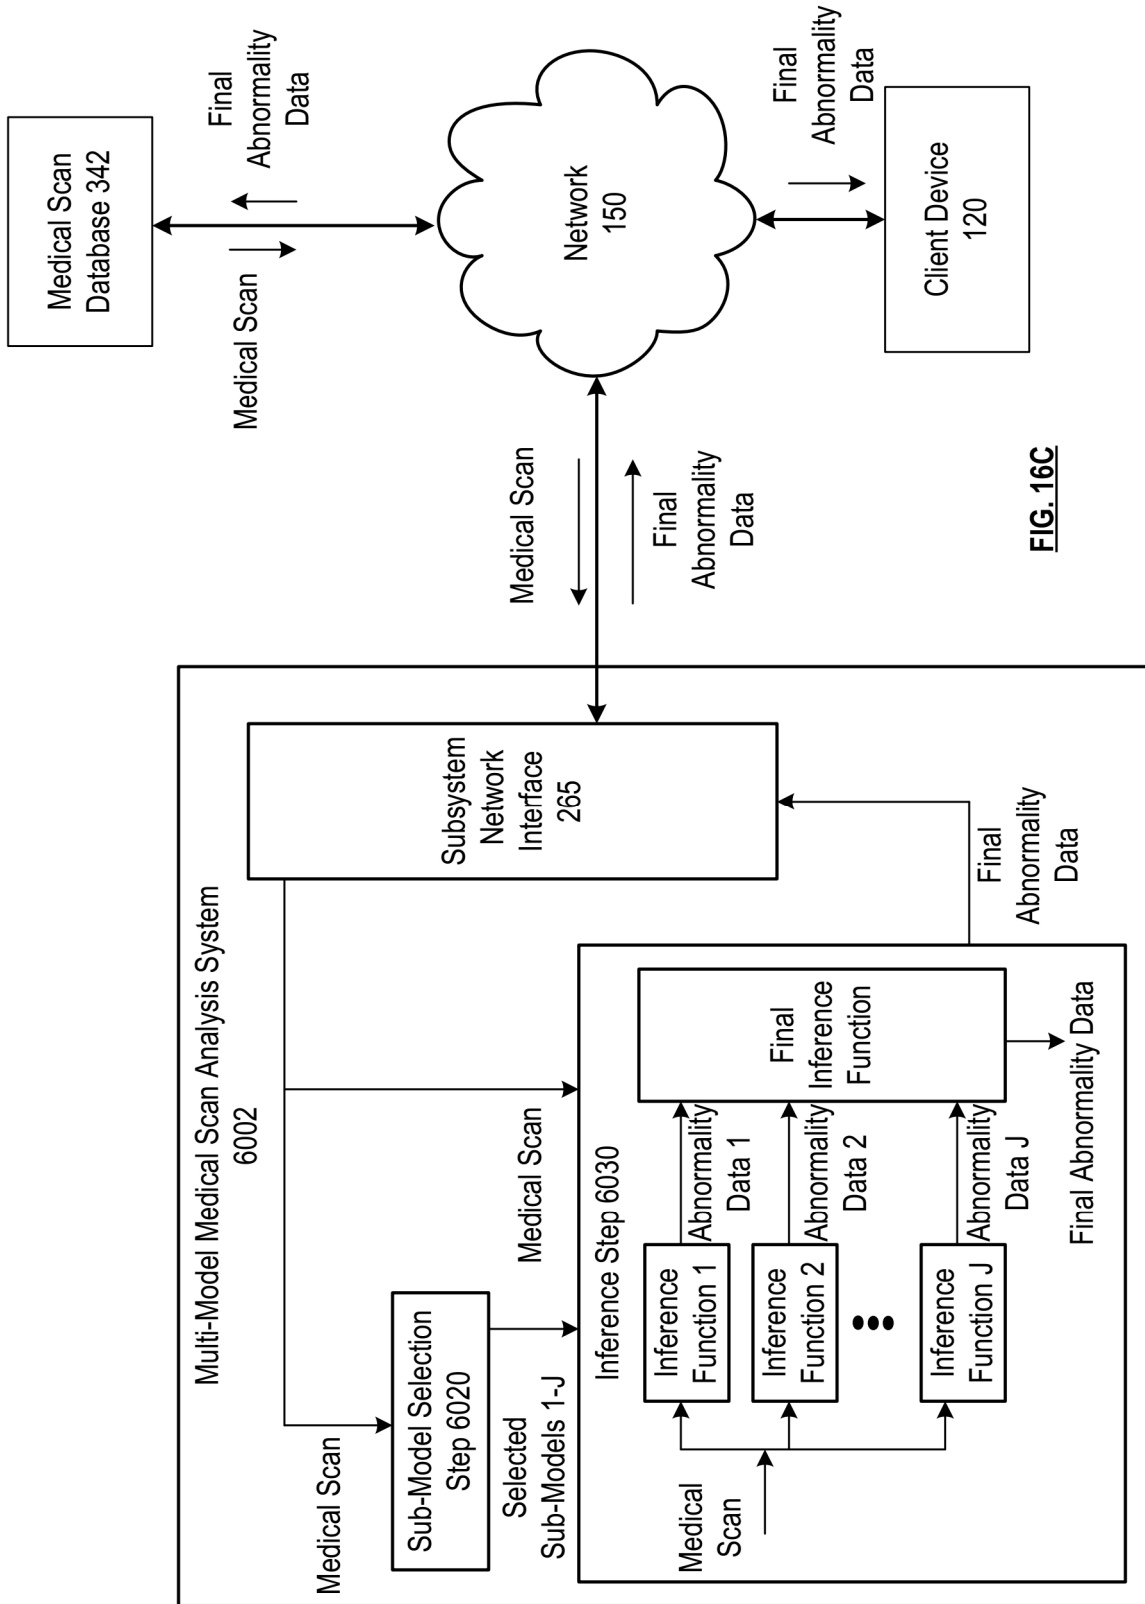 Multi-Model Medical Scan Analysis System
6002
Medical Scan
Sub-Model Selection
Step 6020
Selected
Sub-Models 1-J
Medical Scan
Subsystem
Network
Interface
265
Inference Step 6030
Medical
Scan
Inference
Function 1
Inference
Function 2
Inference
Function J
Abnormality
Data 1
Abnormality
Data 2
Abnormality
Data J
Final
Inference
Function
Final Abnormality Data
Final
Abnormality
Data
Medical Scan
Final
Abnormality
Data
Network
150
Medical Scan
Database 342
Medical Scan
Final
Abnormality
Data
Client Device
120
Final
Abnormality
Data
FIG. 16C